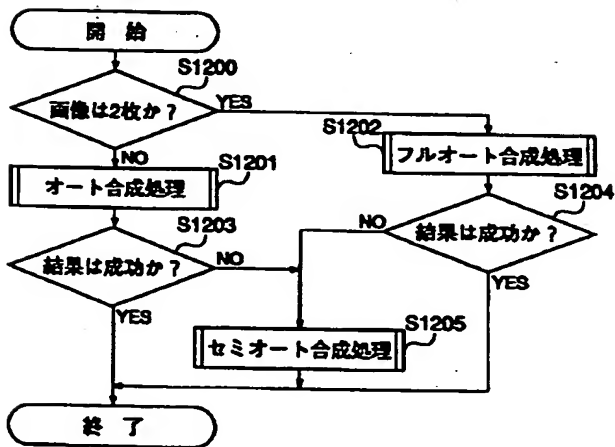 開 始
S1200
画像は2枚か？
YES
S1202
NO
フルオート合成処理
S1201
オート合成処理
S1204
S1203
NO
結果は成功か？
結果は成功か？
NO
YES
YES
S1205
セミオート合成処理
終 了